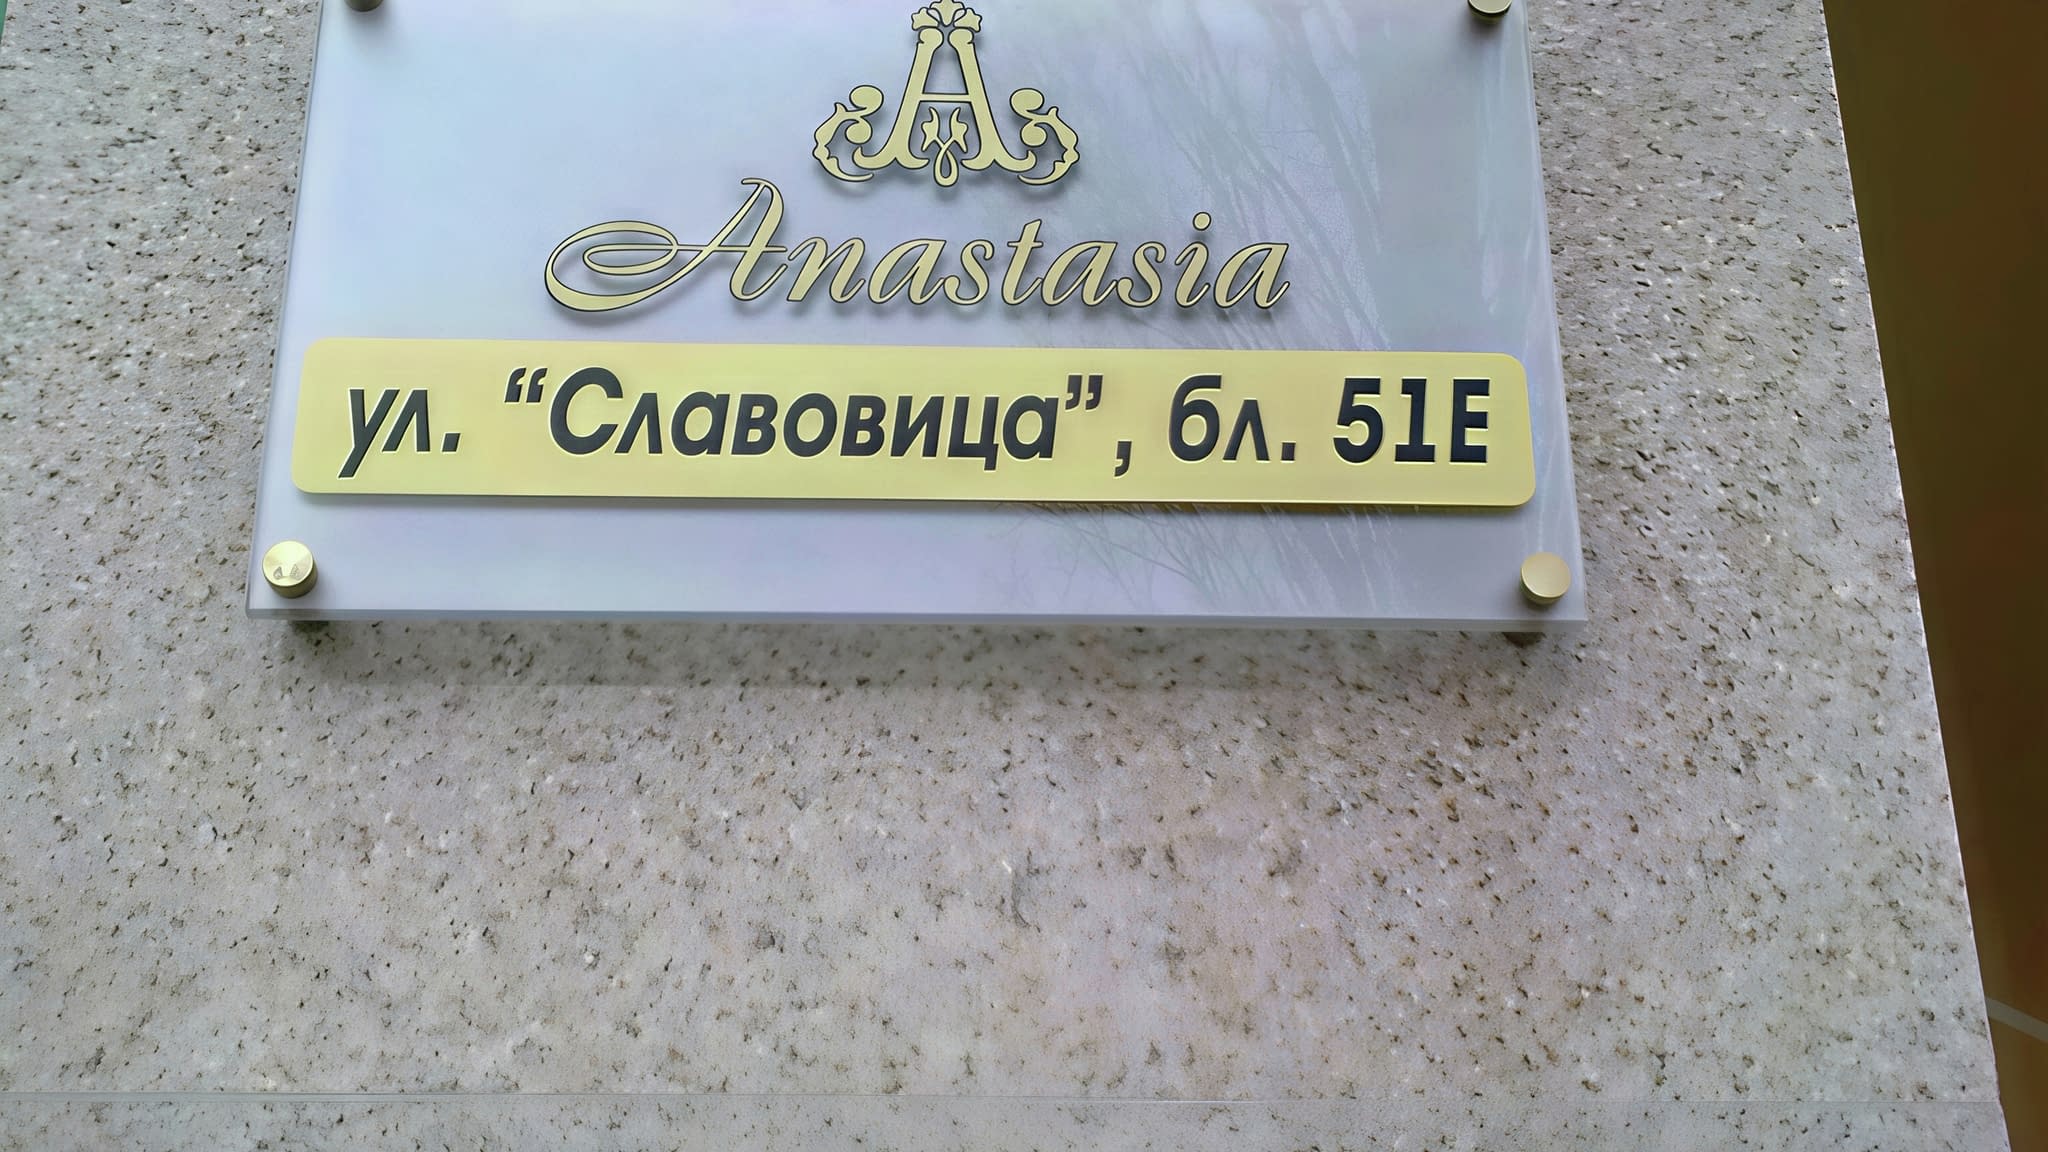 Anastasia
ул. “Славовица”, бл. 51Е